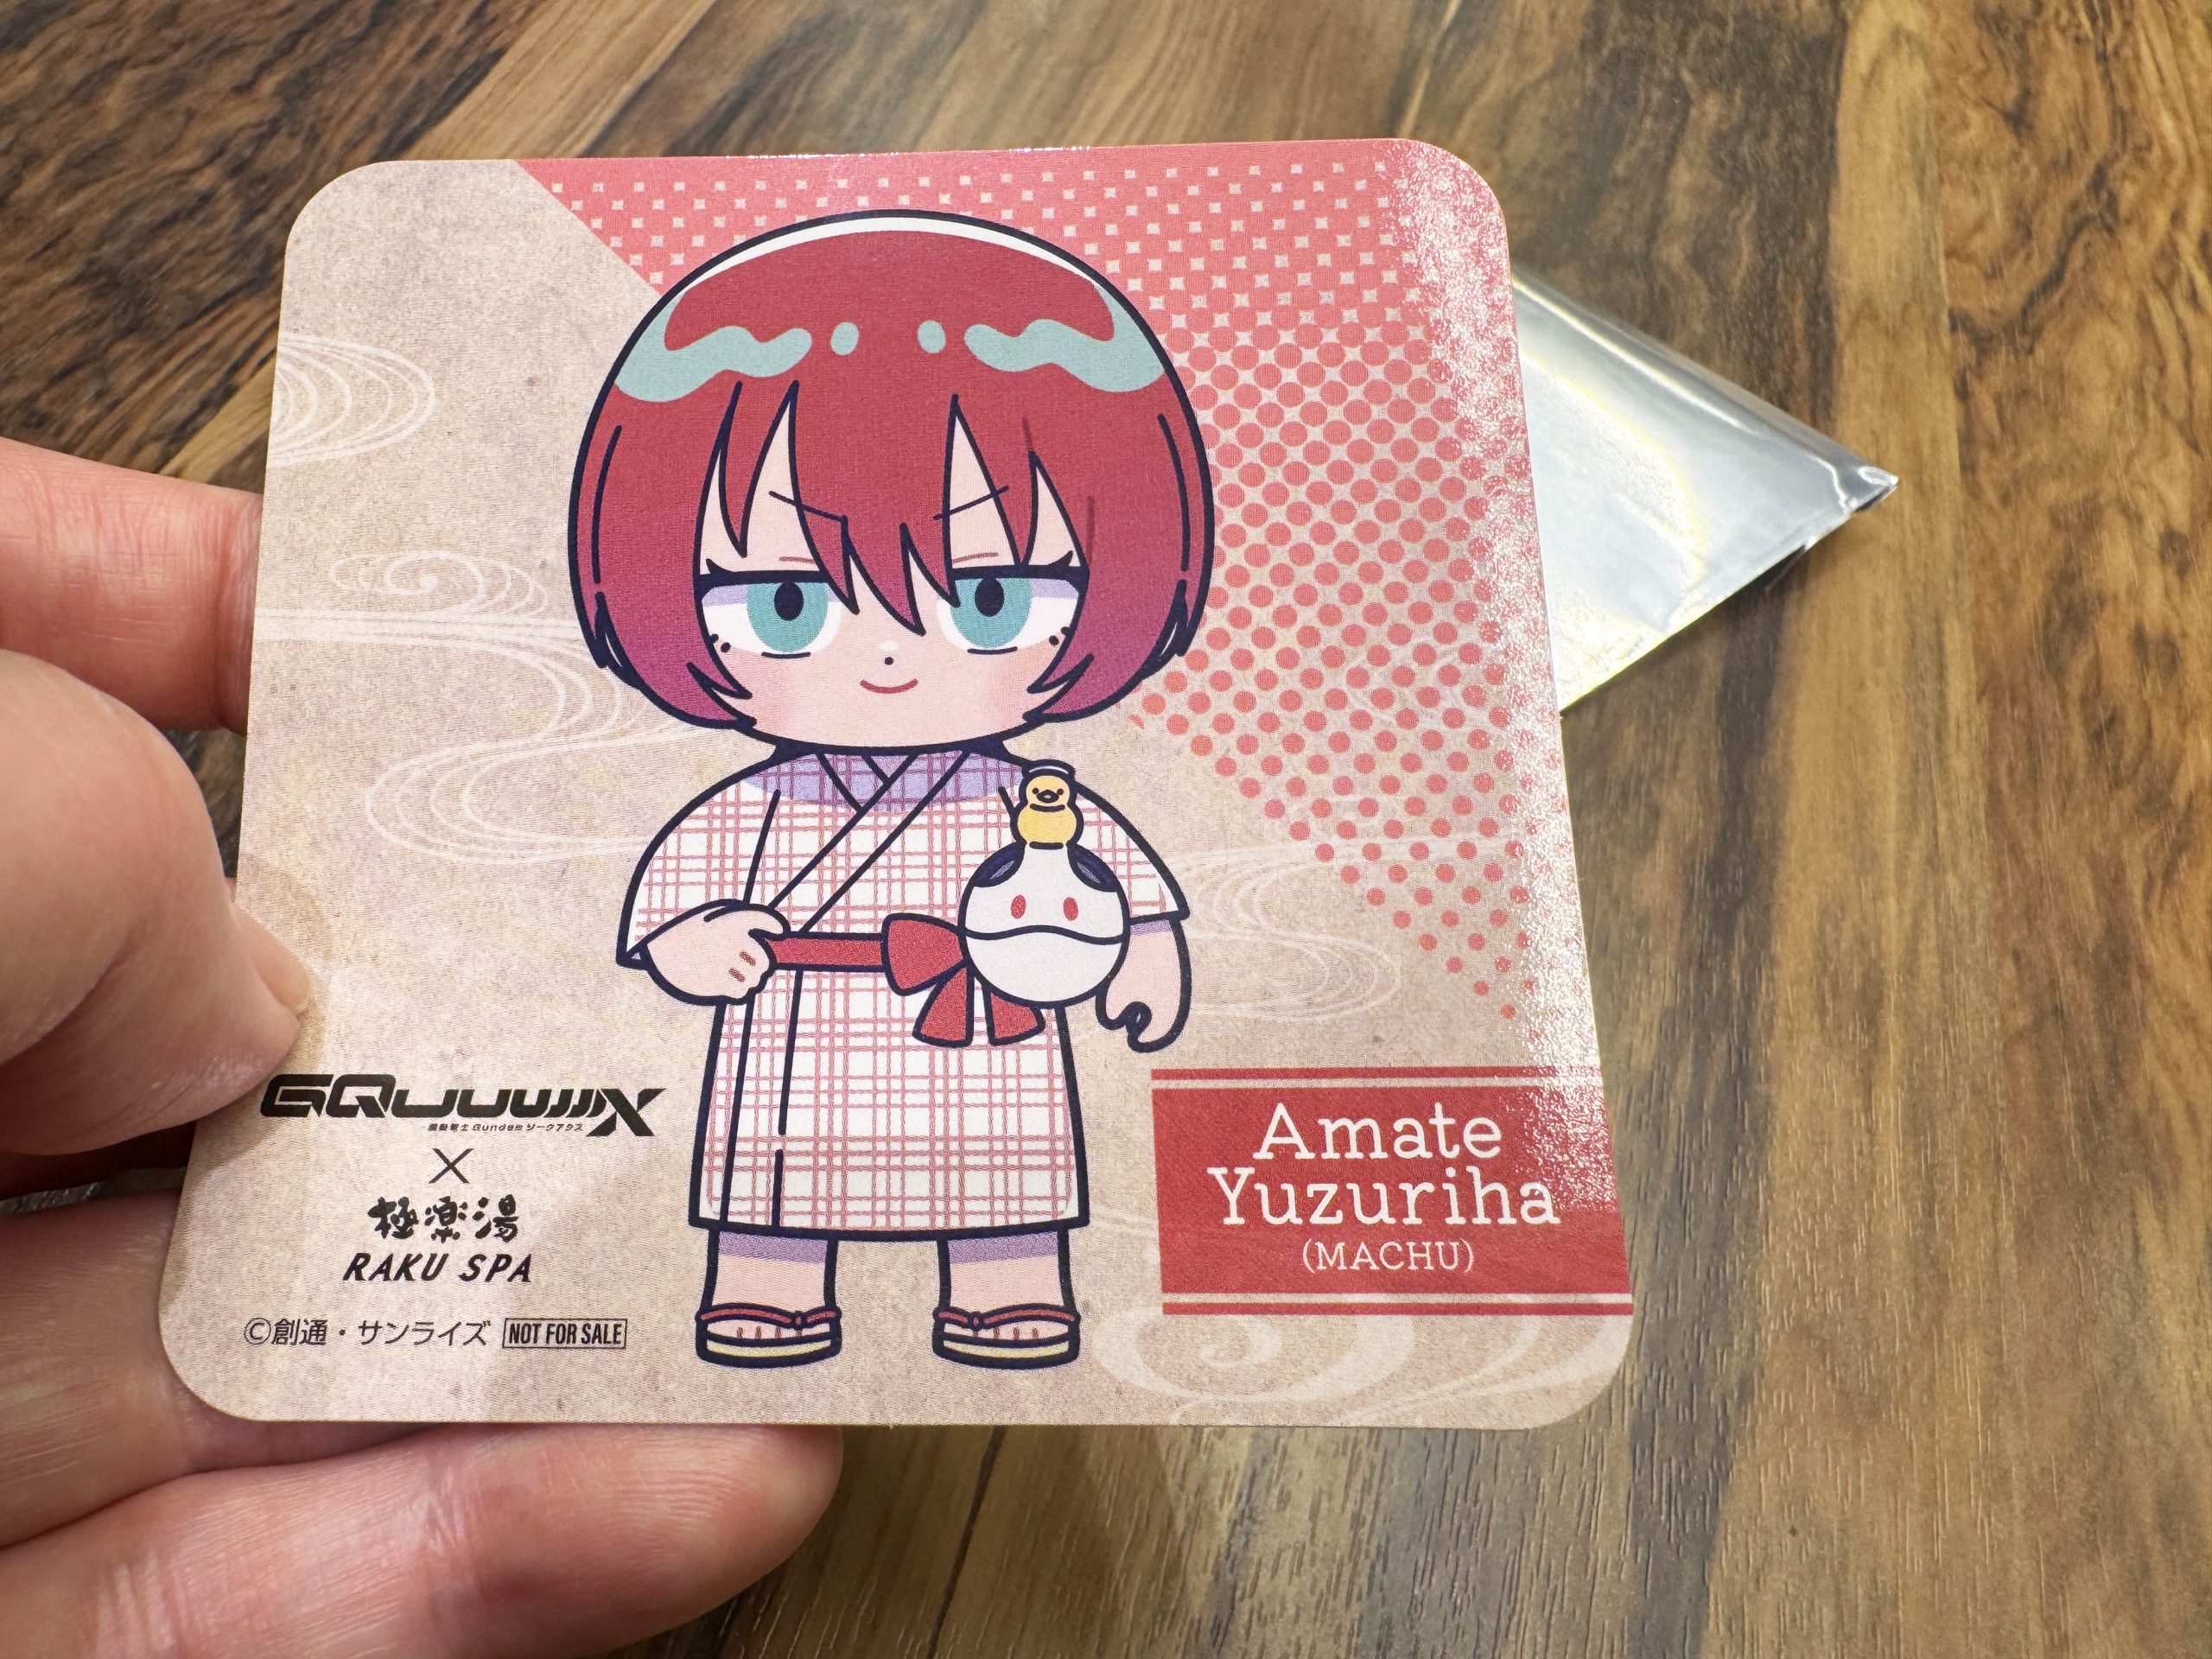 GQuuuuuuX
機動戦士Gundam ジークアクス
×
極楽湯
RAKU SPA
©創通・サンライズ NOT FOR SALE
Amate
Yuzuriha
(MACHU)